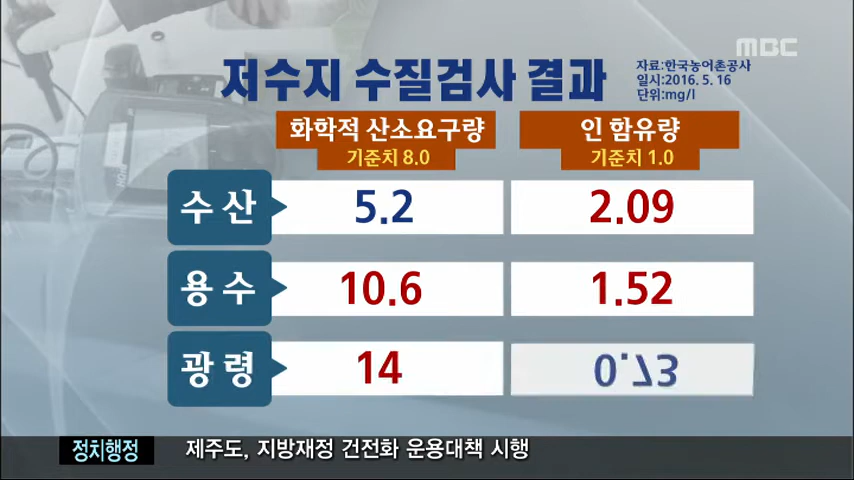 MBC
저수지 수질검사 결과
자료:한국농어촌공사
일시:2016. 5. 16
단위:mg/l
화학적 산소요구량 인 함유량
기준치 8.0 기준치 1.0
수 산 5.2 2.09
용 수 10.6 1.52
광 령 14 0.73
정치행정 제주도, 지방재정 건전화 운용대책 시행